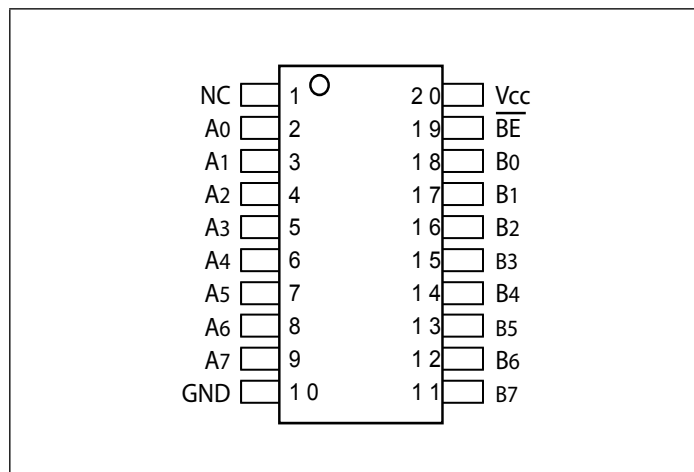 NC 1 20 Vcc
A0 2 19 B̅E̅
A1 3 18 B0
A2 4 17 B1
A3 5 16 B2
A4 6 15 B3
A5 7 14 B4
A6 8 13 B5
A7 9 12 B6
GND 10 11 B7